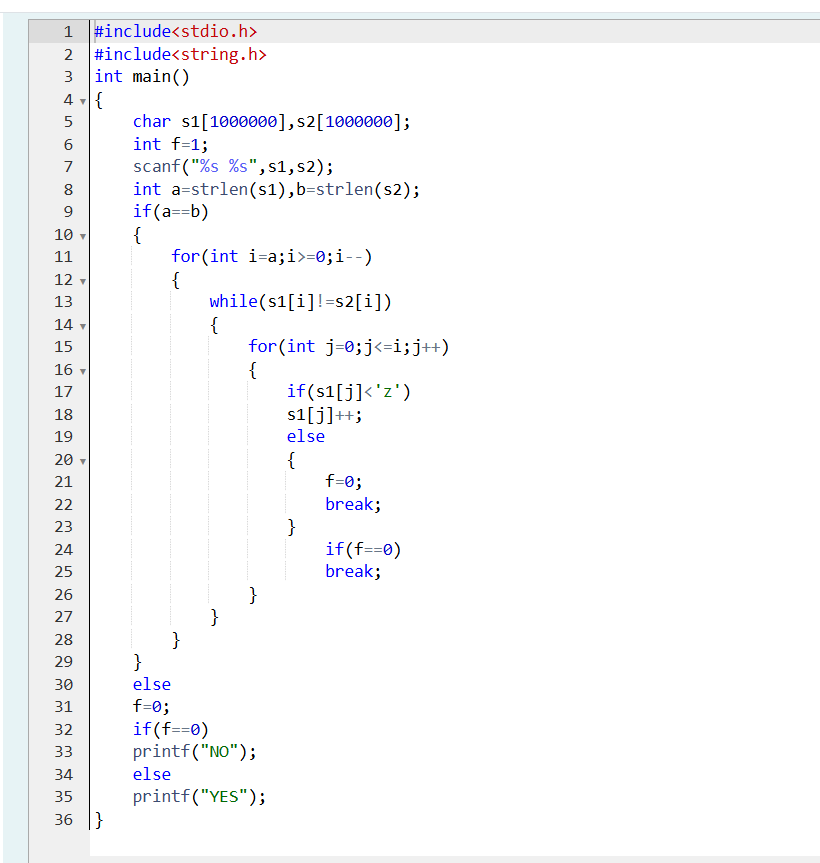 1 #include<stdio.h>
2 #include<string.h>
3 int main()
4 {
5 char s1[1000000],s2[1000000];
6 int f=1;
7 scanf("%s %s",s1,s2);
8 int a=strlen(s1),b=strlen(s2);
9 if(a==b)
10 {
11 for(int i=a;i>=0;i--)
12 {
13 while(s1[i]!=s2[i])
14 {
15 for(int j=0;j<=i;j++)
16 {
17 if(s1[j]<'z')
18 s1[j]++;
19 else
20 {
21 f=0;
22 break;
23 }
24 if(f==0)
25 break;
26 }
27 }
28 }
29 }
30 else
31 f=0;
32 if(f==0)
33 printf("NO");
34 else
35 printf("YES");
36 }